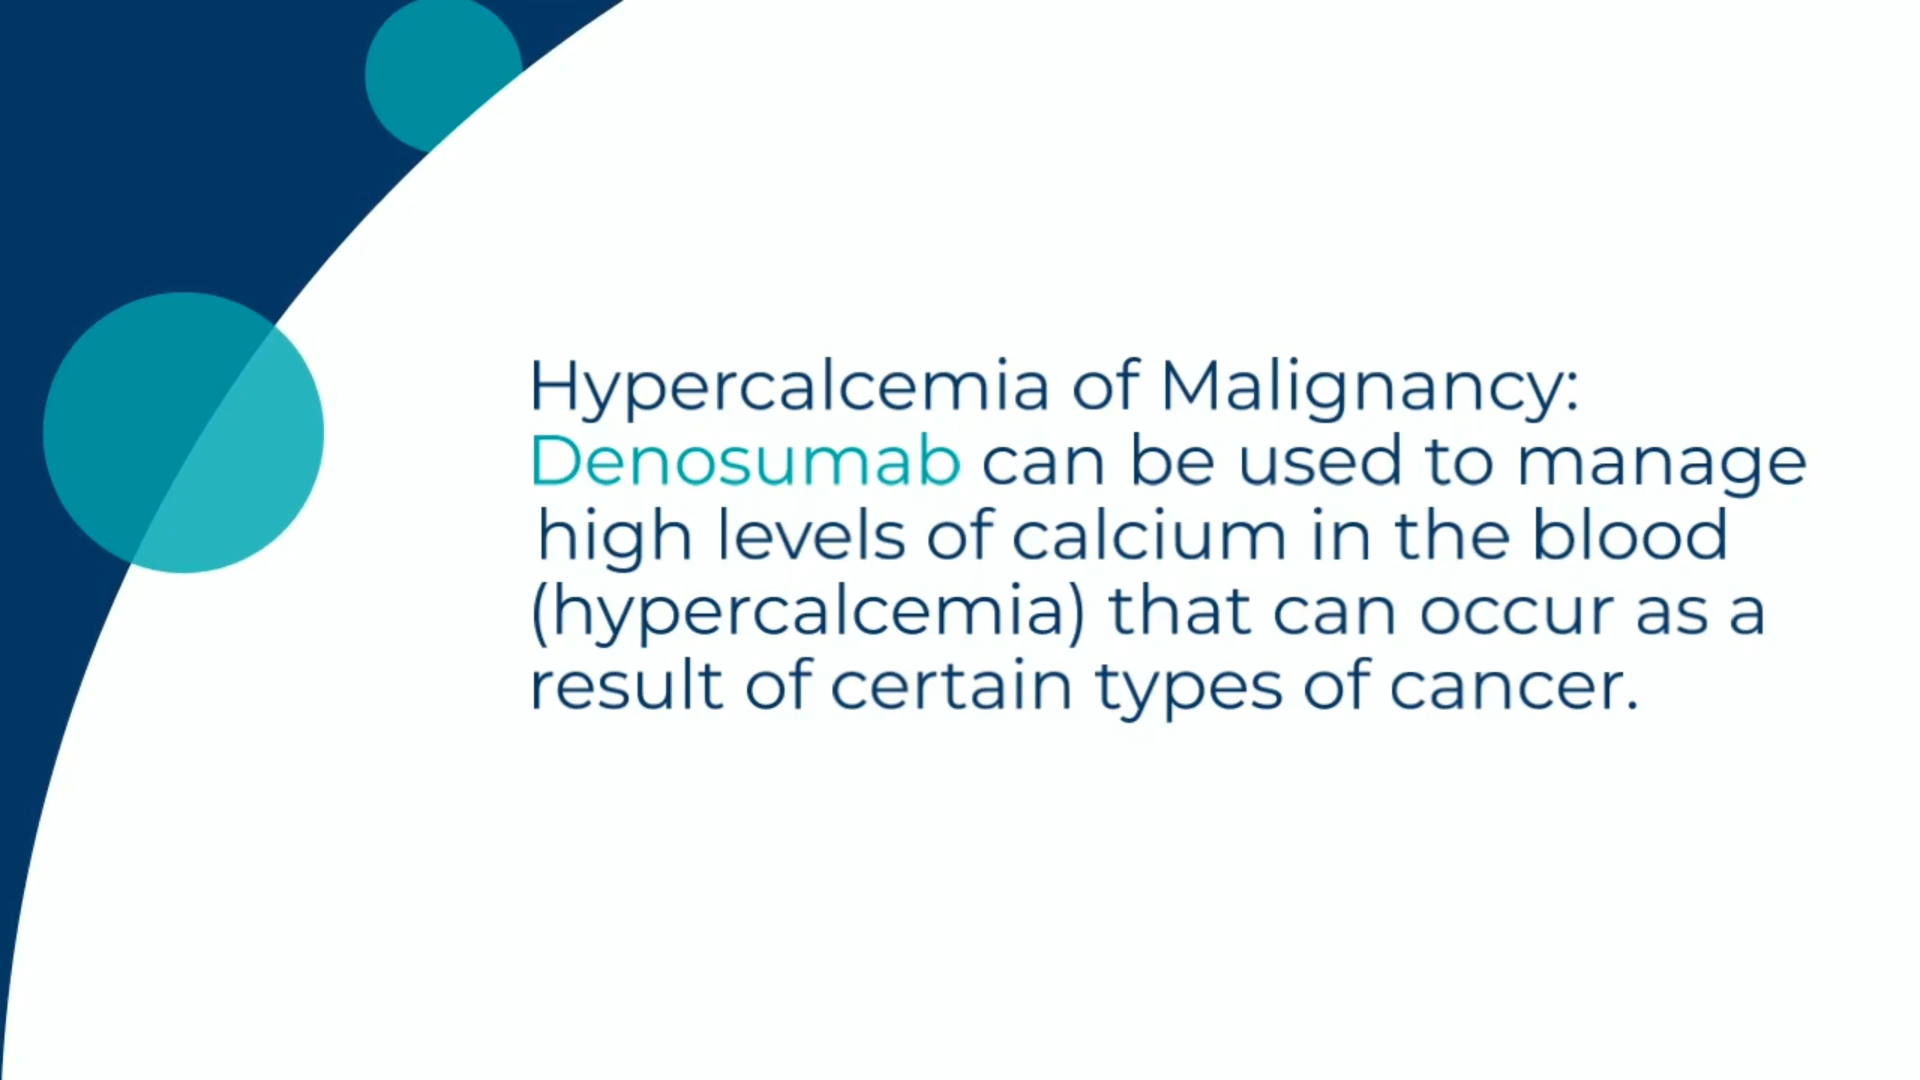 Hypercalcemia of Malignancy:
Denosumab can be used to manage
high levels of calcium in the blood
(hypercalcemia) that can occur as a
result of certain types of cancer.